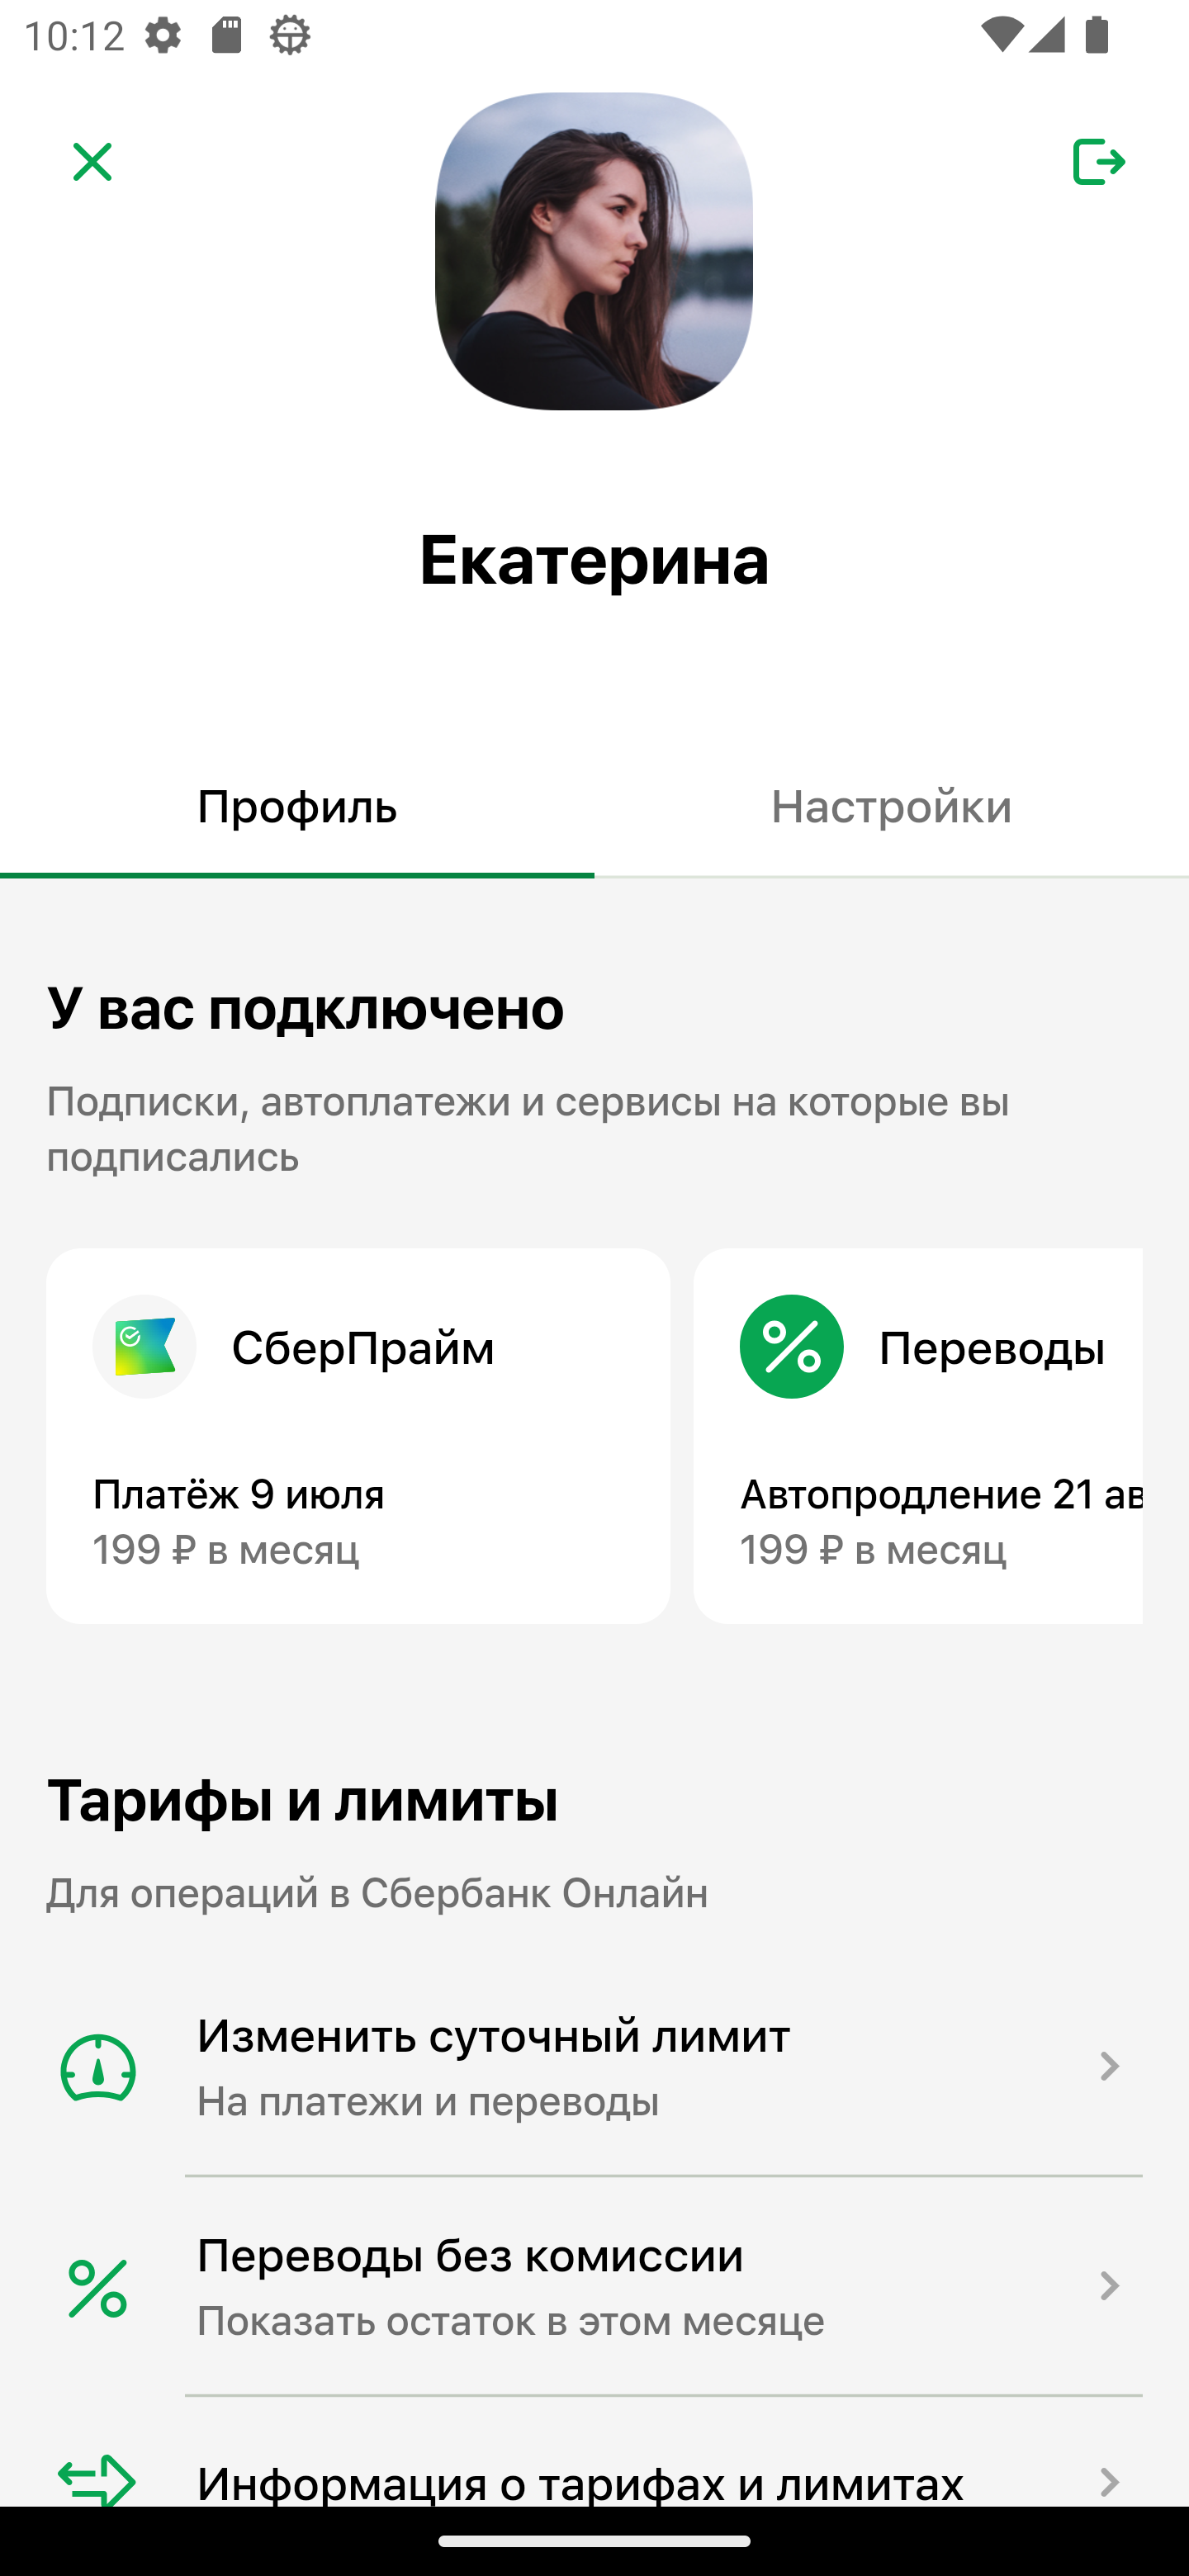 10:12
Екатерина
Профиль
Настройки
У вас подключено
Подписки, автоплатежи и сервисы на которые вы
подписались
СберПрайм
Платёж 9 июля
199 ₽ в месяц
Переводы
Автопродление 21 ав
199 ₽ в месяц
Тарифы и лимиты
Для операций в Сбербанк Онлайн
Изменить суточный лимит
На платежи и переводы
Переводы без комиссии
Показать остаток в этом месяце
Информация о тарифах и лимитах